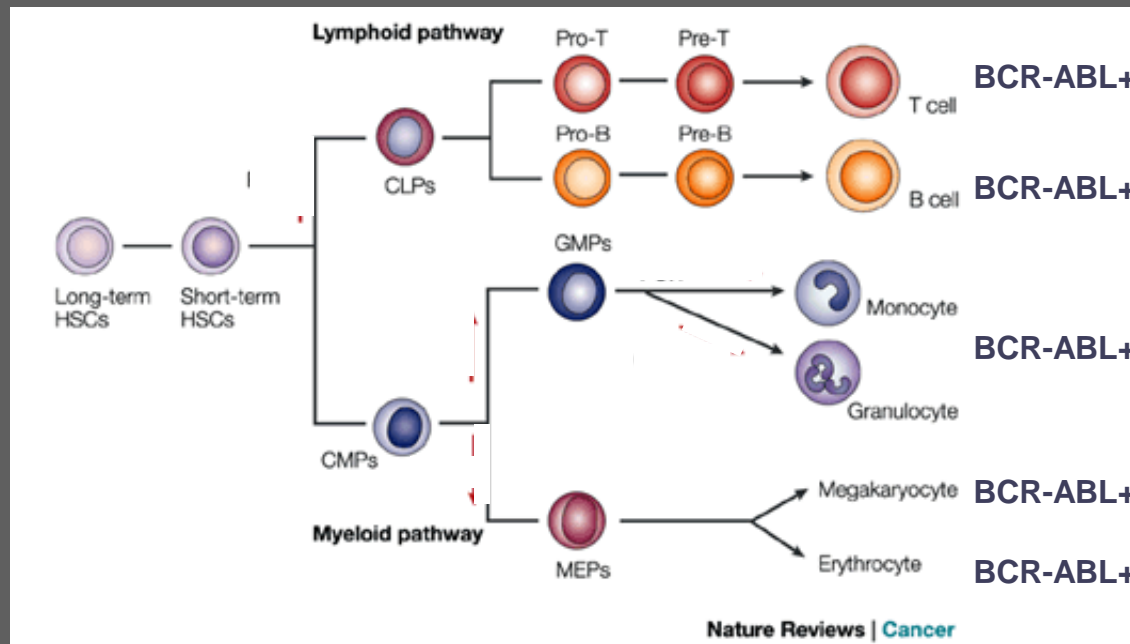 Lymphoid pathway
Pro-T
Pre-T
T cell
BCR-ABL+
Pro-B
Pre-B
CLPs
B cell
BCR-ABL+
GMPs
Long-term
HSCs
Short-term
HSCs
Monocyte
BCR-ABL+
Granulocyte
CMPs
Megakaryocyte
BCR-ABL+
Myeloid pathway
MEPs
Erythrocyte
BCR-ABL+
Nature Reviews | Cancer